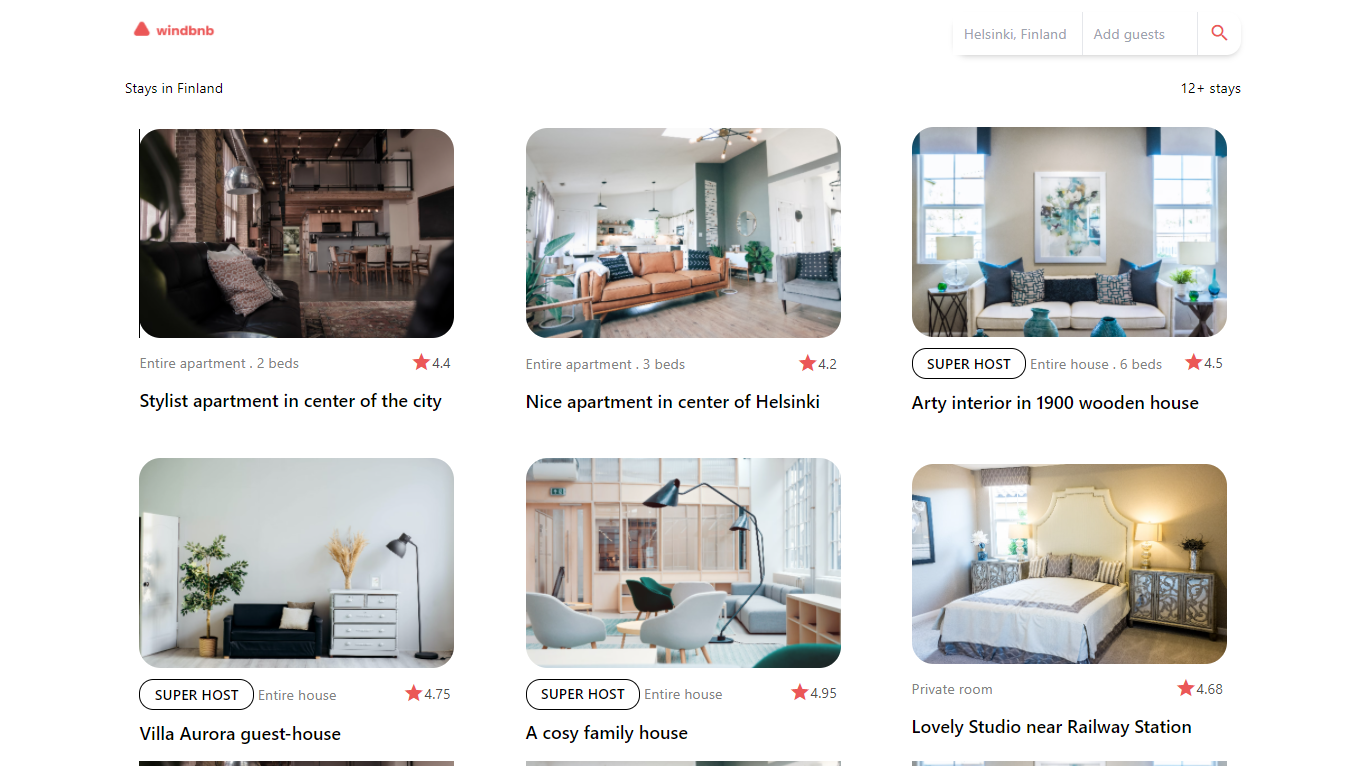 windbnb
Helsinki, Finland
Add guests
Stays in Finland
12+ stays
Entire apartment . 2 beds
4.4
Stylist apartment in center of the city
Entire apartment . 3 beds
4.2
Nice apartment in center of Helsinki
SUPER HOST
Entire house . 6 beds
4.5
Arty interior in 1900 wooden house
SUPER HOST
Entire house
4.75
Villa Aurora guest-house
SUPER HOST
Entire house
4.95
A cosy family house
Private room
4.68
Lovely Studio near Railway Station